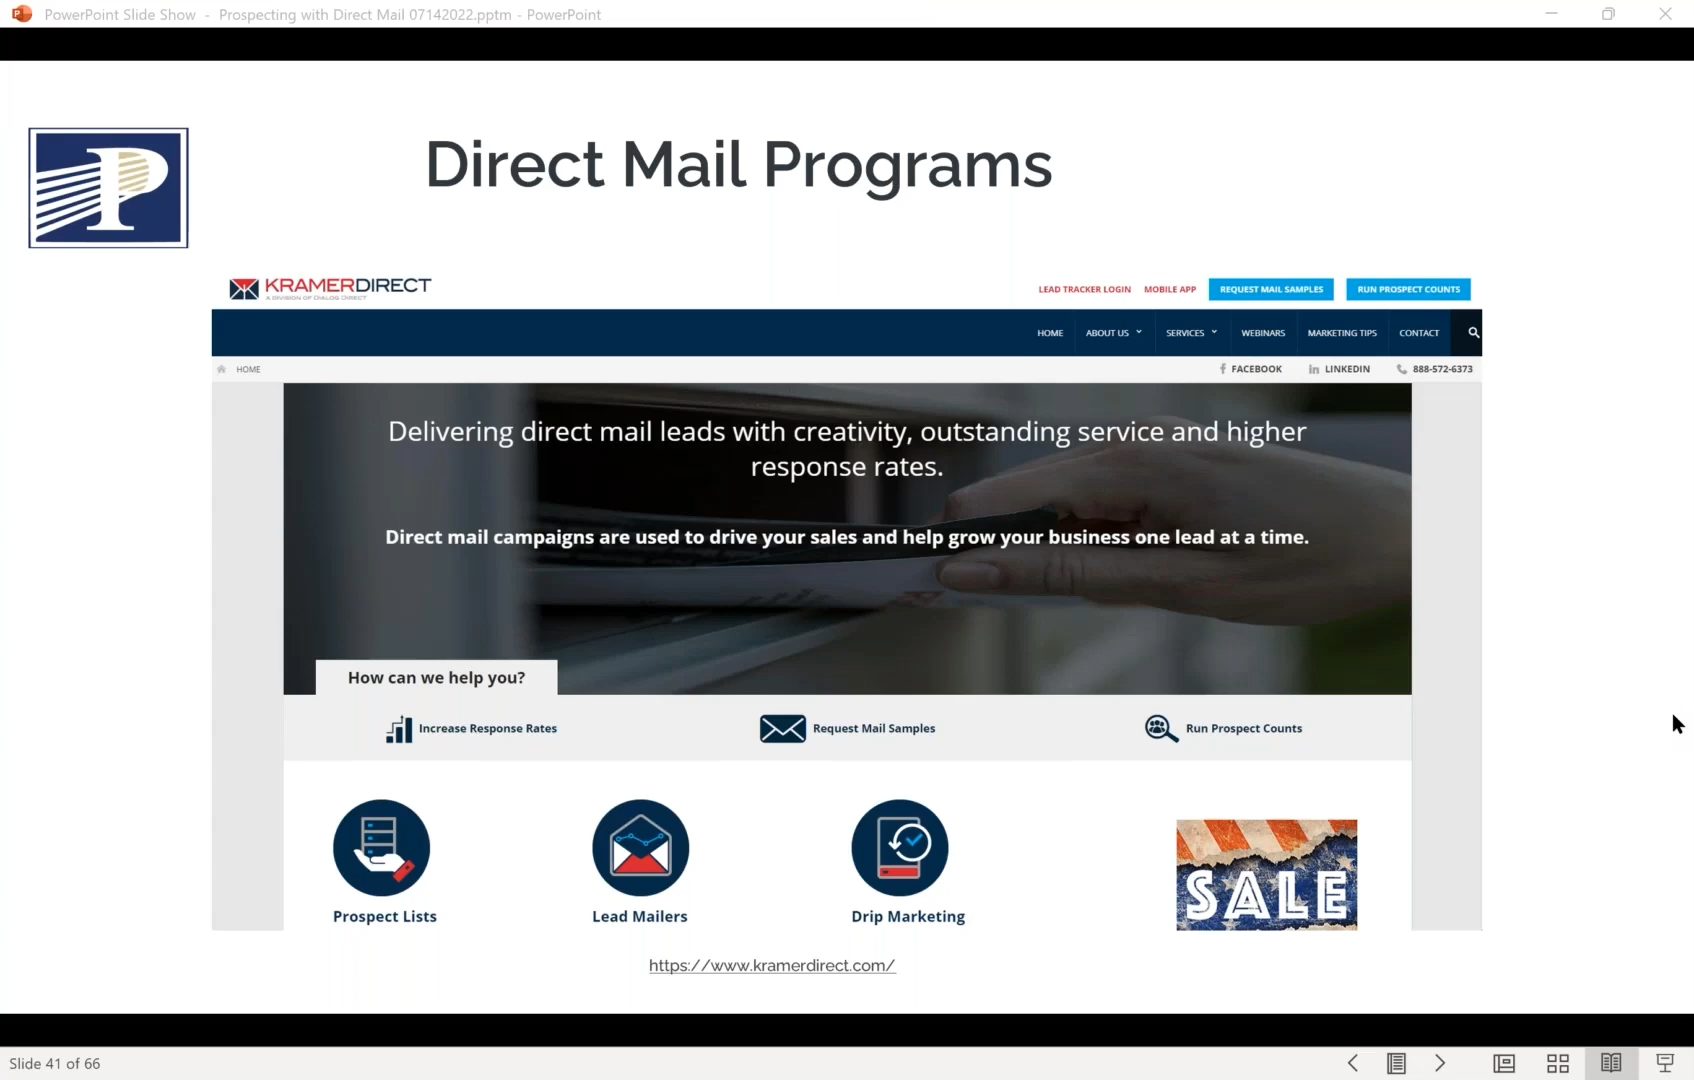 PowerPoint Slide Show - Prospecting with Direct Mail 07142022.pptm - PowerPoint
P
Direct Mail Programs
KRAMERDIRECT
A DIVISION OF DIALOG DIRECT
LEAD TRACKER LOGIN MOBILE APP REQUEST MAIL SAMPLES RUN PROSPECT COUNTS
HOME ABOUT US SERVICES WEBINARS MARKETING TIPS CONTACT
HOME FACEBOOK LINKEDIN 888-572-6373
Delivering direct mail leads with creativity, outstanding service and higher
response rates.
Direct mail campaigns are used to drive your sales and help grow your business one lead at a time.
How can we help you?
Increase Response Rates Request Mail Samples Run Prospect Counts
SALE
Prospect Lists Lead Mailers Drip Marketing
https://www.kramerdirect.com/
Slide 41 of 66